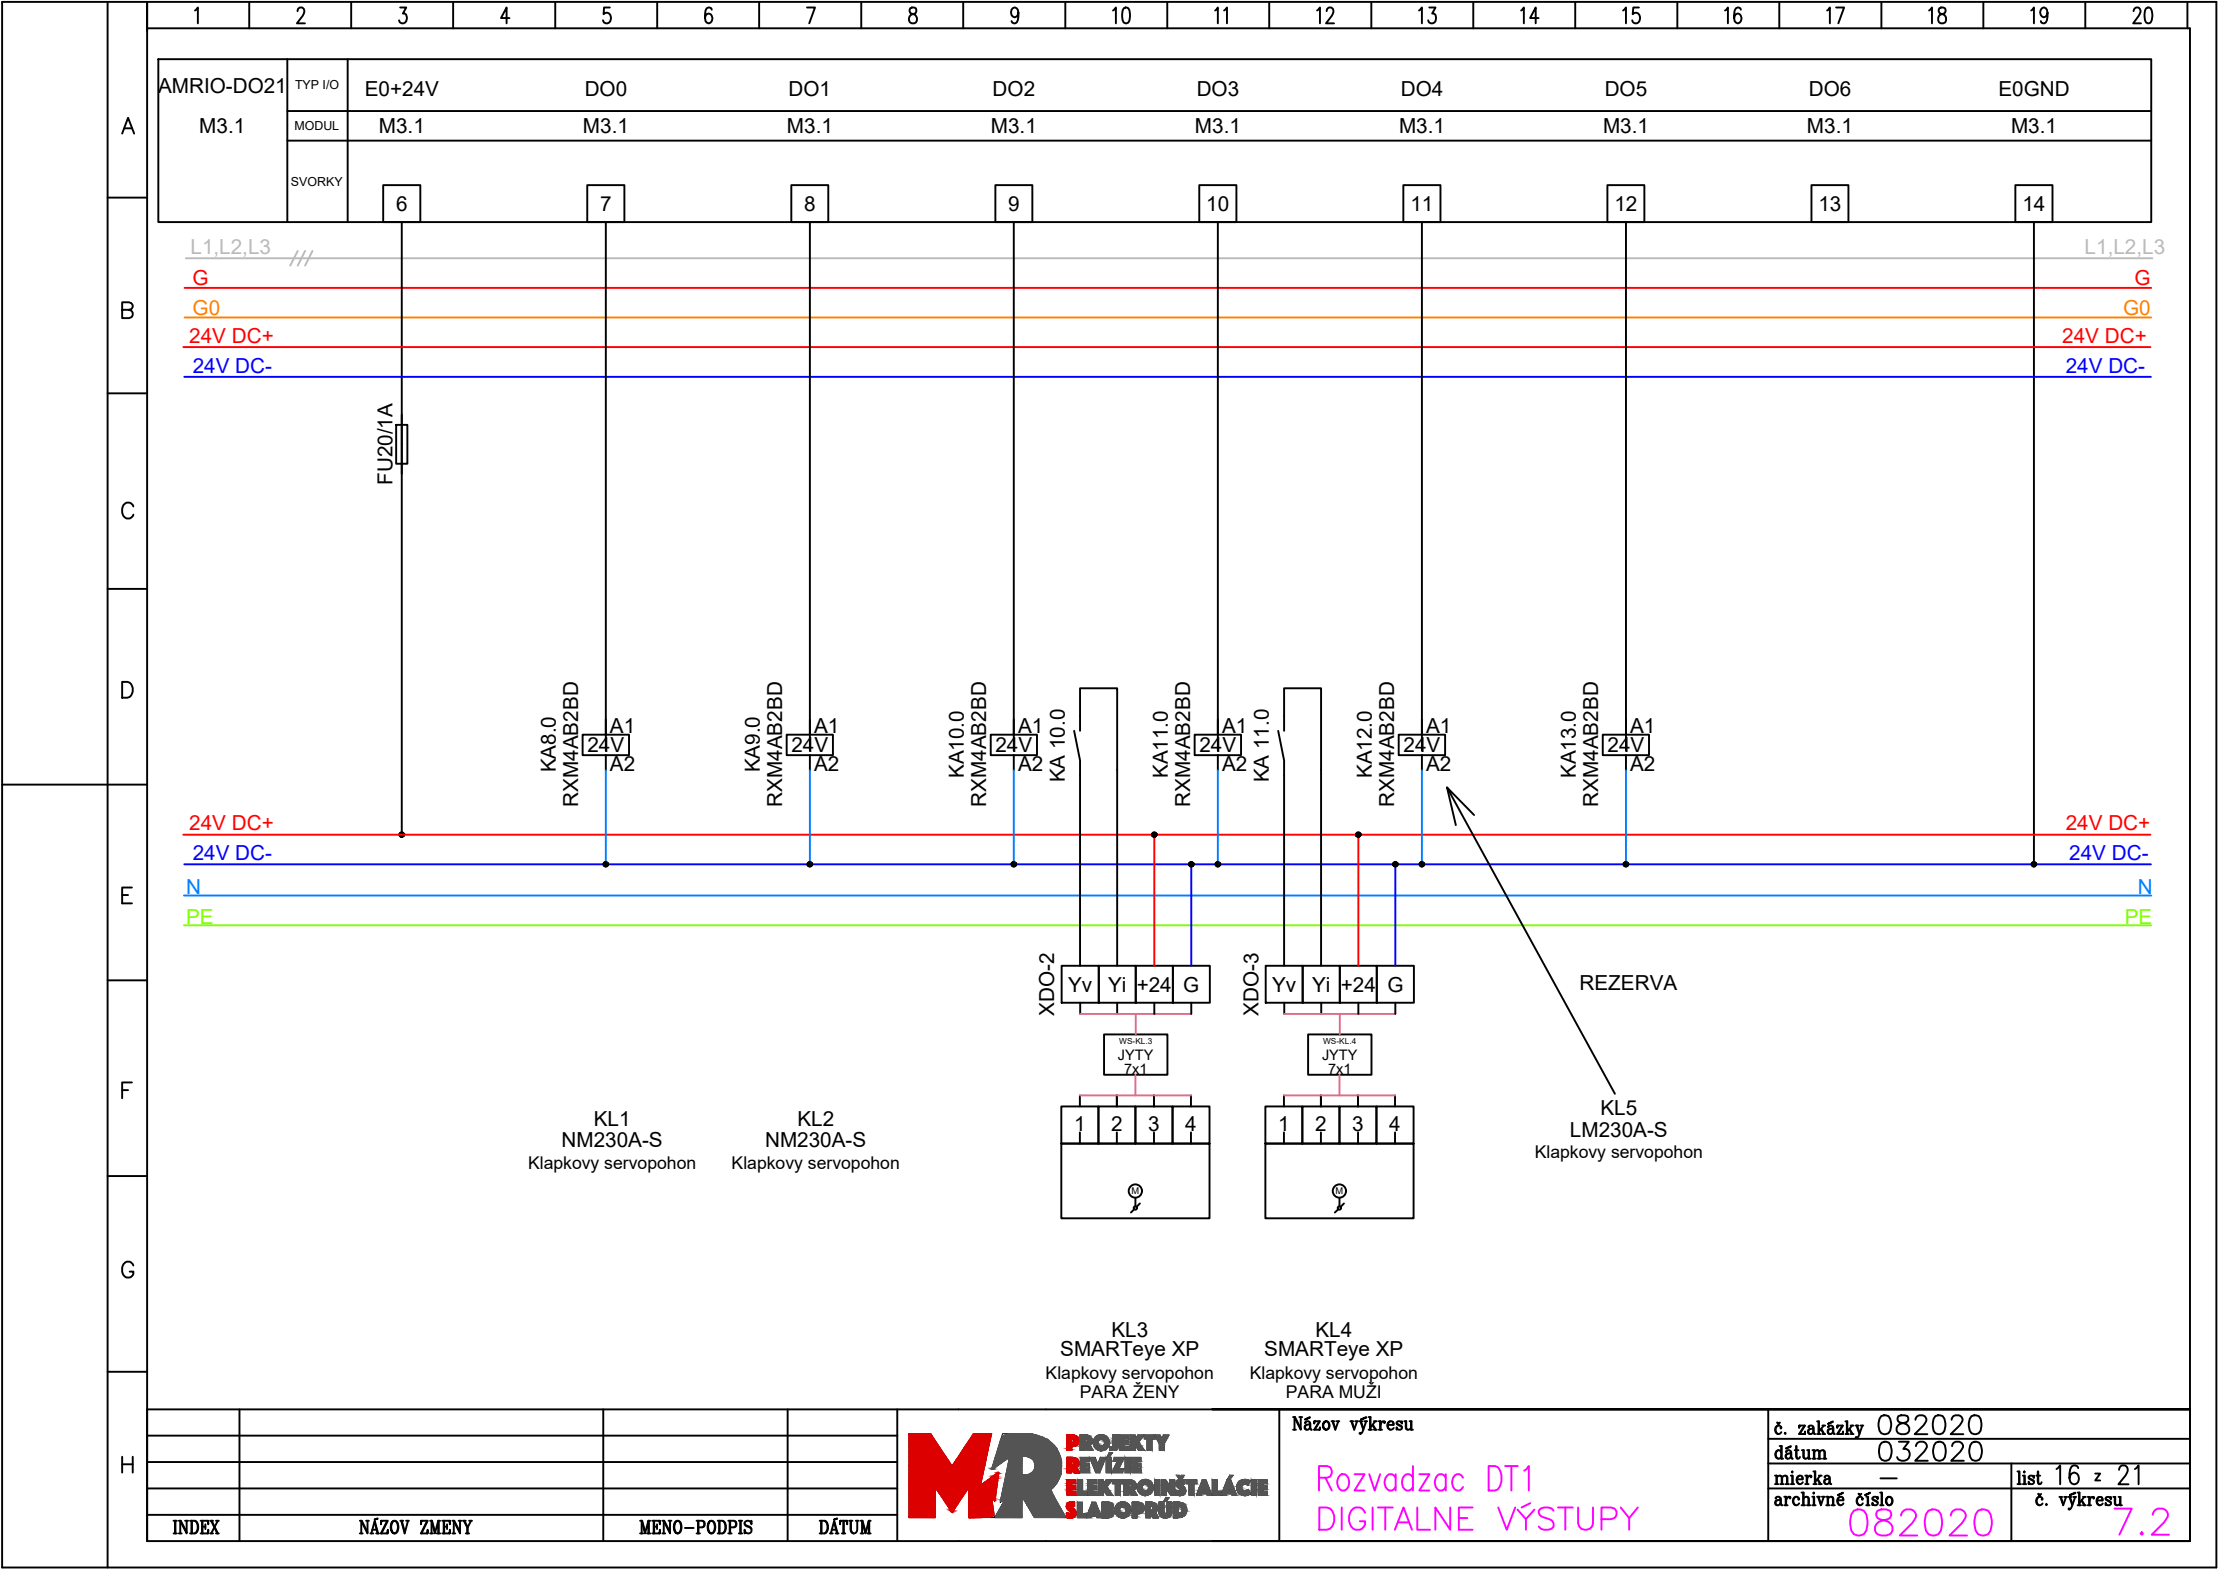 1 2 3 4 5 6 7 8 9 10 11 12 13 14 15 16 17 18 19 20
A
B
C
D
E
F
G
H
AMRIO-DO21 TYP I/O E0+24V DO0 DO1 DO2 DO3 DO4 DO5 DO6 E0GND
M3.1 MODUL M3.1 M3.1 M3.1 M3.1 M3.1 M3.1 M3.1 M3.1 M3.1
SVORKY 6 7 8 9 10 11 12 13 14
L1,L2,L3 L1,L2,L3
G G
G0 G0
24V DC+ 24V DC+
24V DC- 24V DC-
FU20/1A
KA8.0
RXM4AB2BD
A1
24V
A2
KA9.0
RXM4AB2BD
A1
24V
A2
KA10.0
RXM4AB2BD
A1
24V
A2
KA 10.0
KA11.0
RXM4AB2BD
A1
24V
A2
KA 11.0
KA12.0
RXM4AB2BD
A1
24V
A2
KA13.0
RXM4AB2BD
A1
24V
A2
24V DC+ 24V DC+
24V DC- 24V DC-
N N
PE PE
XDO-2 Yv Yi +24 G
XDO-3 Yv Yi +24 G
REZERVA
WS-KL.3
JYTY
7x1
WS-KL.4
JYTY
7x1
1 2 3 4
M
1 2 3 4
M
KL1
NM230A-S
Klapkovy servopohon
KL2
NM230A-S
Klapkovy servopohon
KL5
LM230A-S
Klapkovy servopohon
KL3
SMARTeye XP
Klapkovy servopohon
PARA ŽENY
KL4
SMARTeye XP
Klapkovy servopohon
PARA MUŽI
INDEX NÁZOV ZMENY MENO-PODPIS DÁTUM
MR
PROJEKTY
REVÍZIE
ELEKTROINŠTALÁCIE
SLABOPRÚD
Názov výkresu
Rozvadzac DT1
DIGITALNE VÝSTUPY
č. zakázky 082020
dátum 032020
mierka —
list 16 z 21
archivné číslo
082020
č. výkresu
7.2